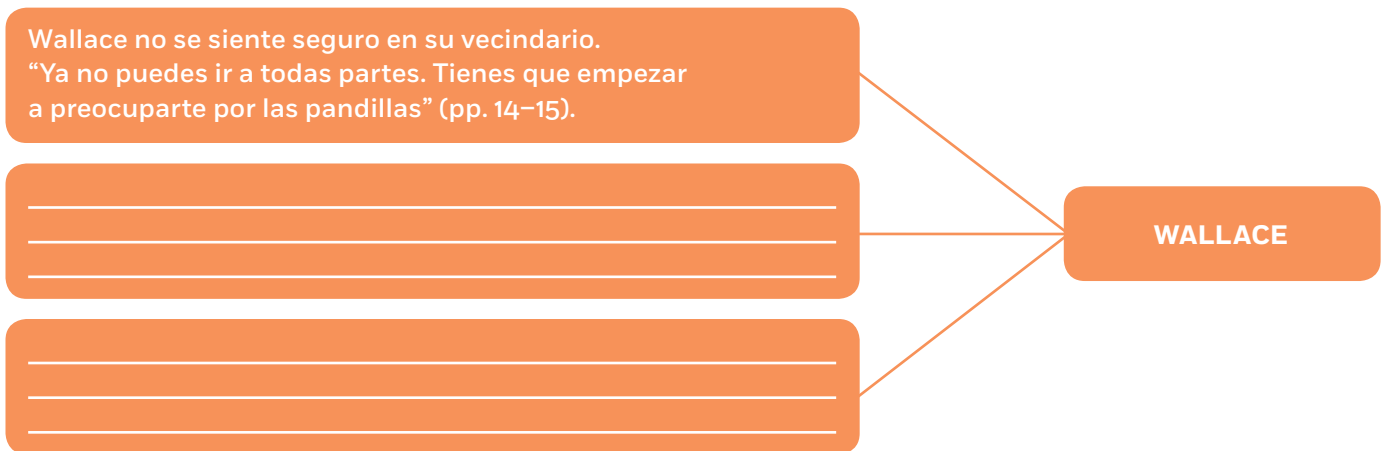 Wallace no se siente seguro en su vecindario.
“Ya no puedes ir a todas partes. Tienes que empezar
a preocuparte por las pandillas” (pp. 14–15).
WALLACE